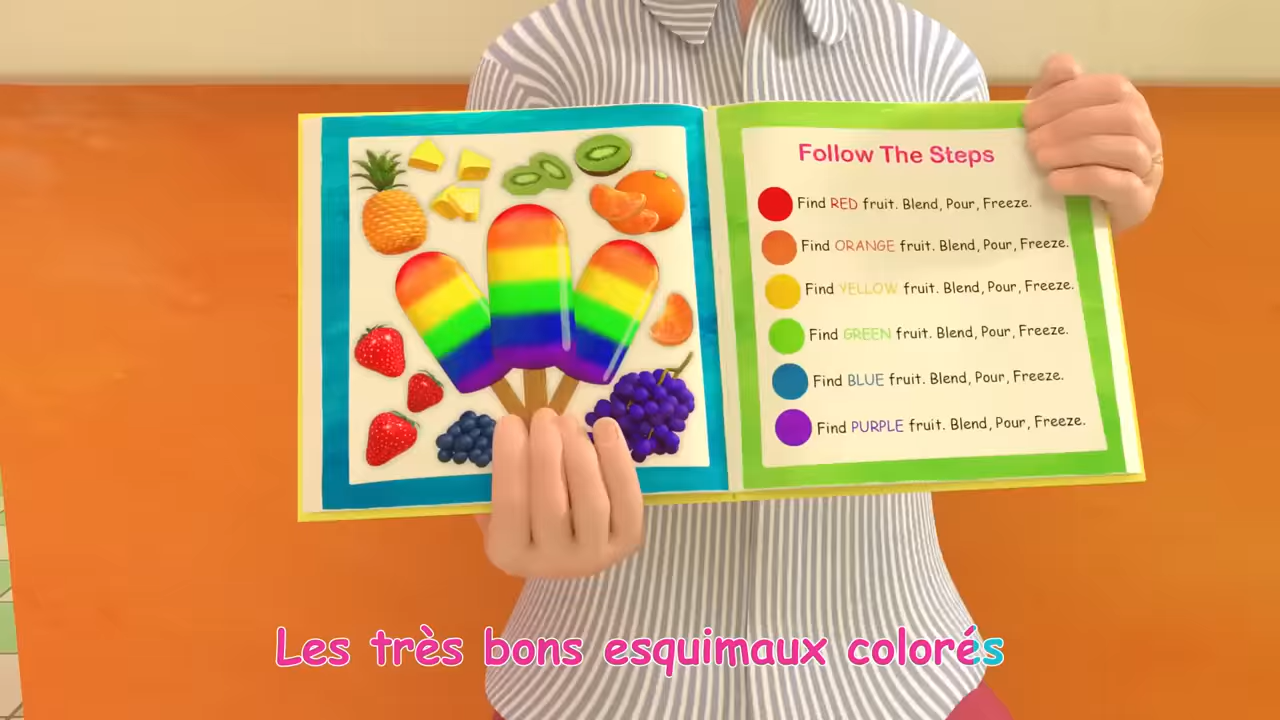 Follow The Steps
Find RED fruit. Blend, Pour, Freeze.
Find ORANGE fruit. Blend, Pour, Freeze.
Find YELLOW fruit. Blend, Pour, Freeze.
Find GREEN fruit. Blend, Pour, Freeze.
Find BLUE fruit. Blend, Pour, Freeze.
Find PURPLE fruit. Blend, Pour, Freeze.
Les très bons esquimaux colorés